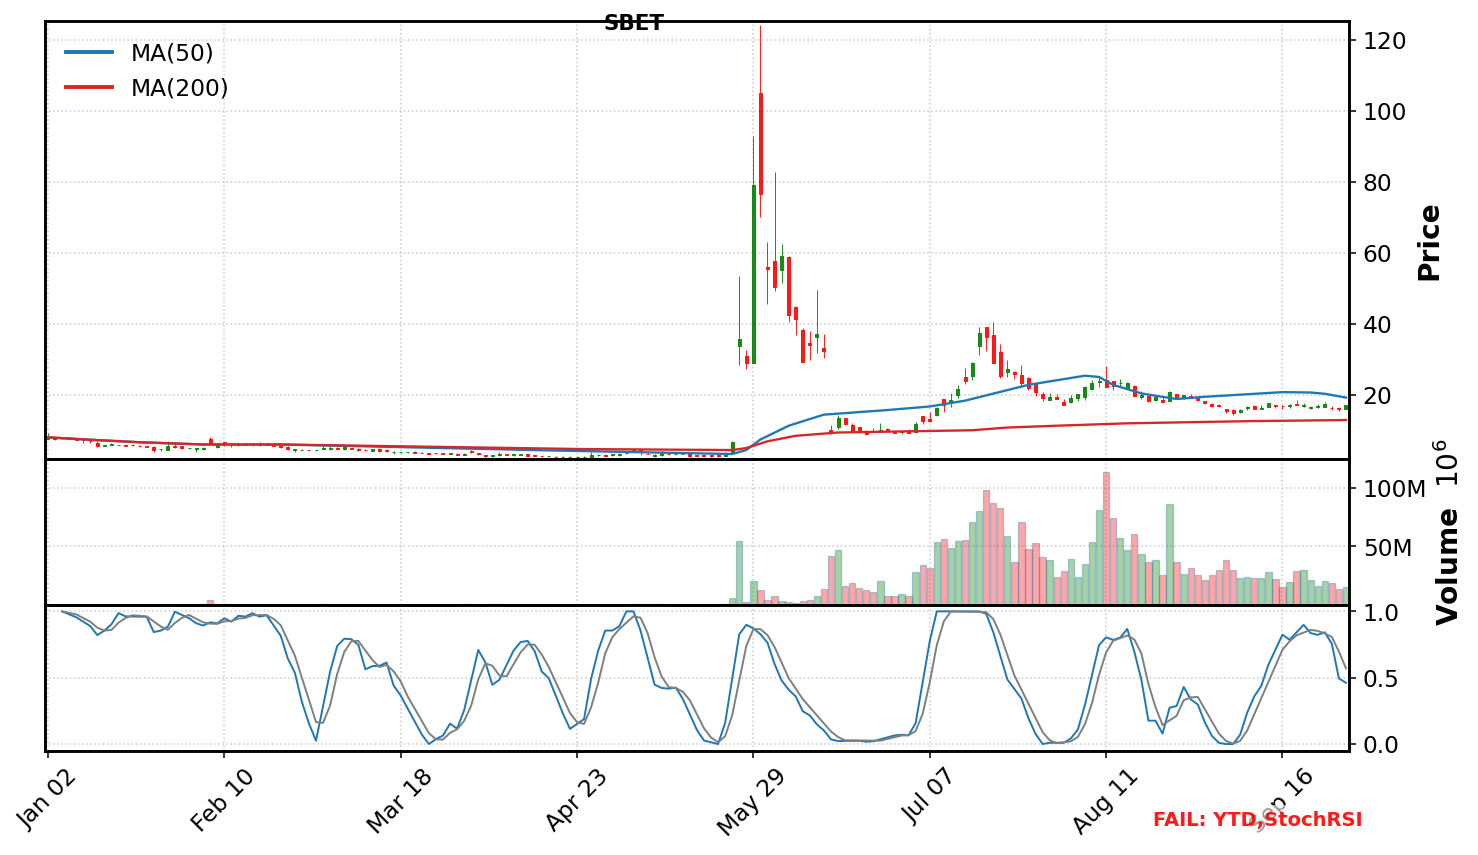 SBET
MA(50)
MA(200)
120
100
80
60
40
20
Price
100M
50M
Volume 10^6
1.0
0.5
0.0
Jan 02
Feb 10
Mar 18
Apr 23
May 29
Jul 07
Aug 11
Sep 16
FAIL: YTD,StochRSI